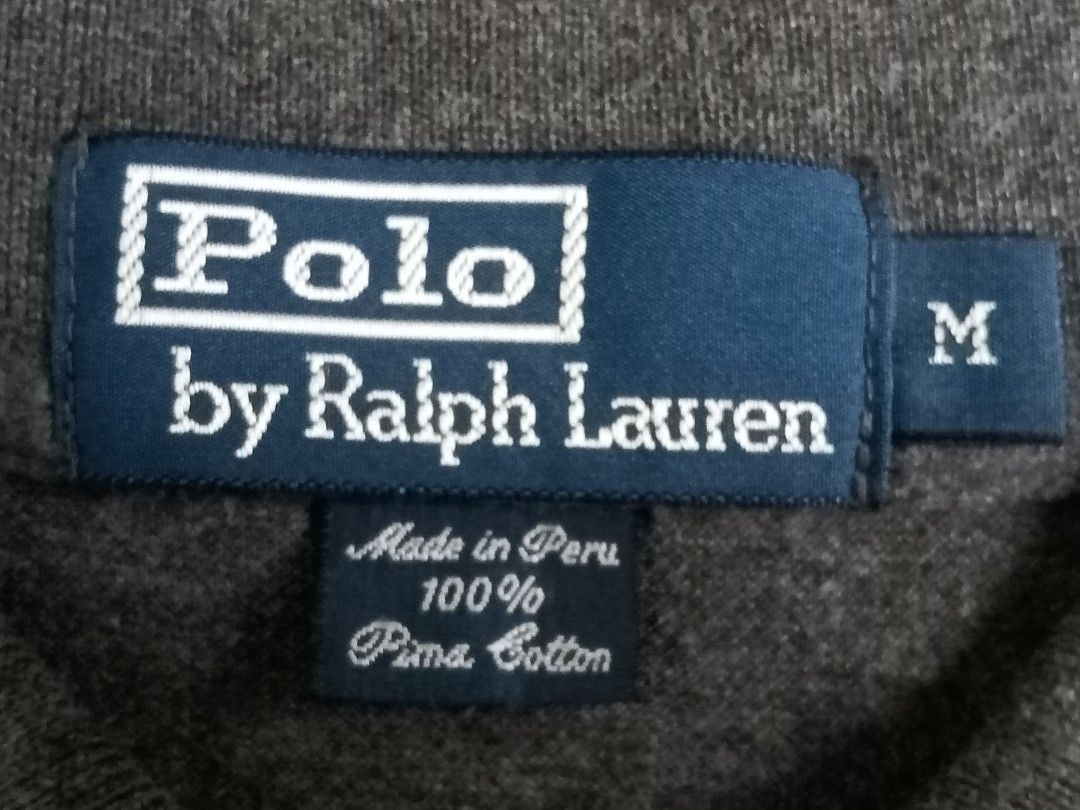 Polo
by Ralph Lauren
M
Made in Peru
100%
Pima Cotton